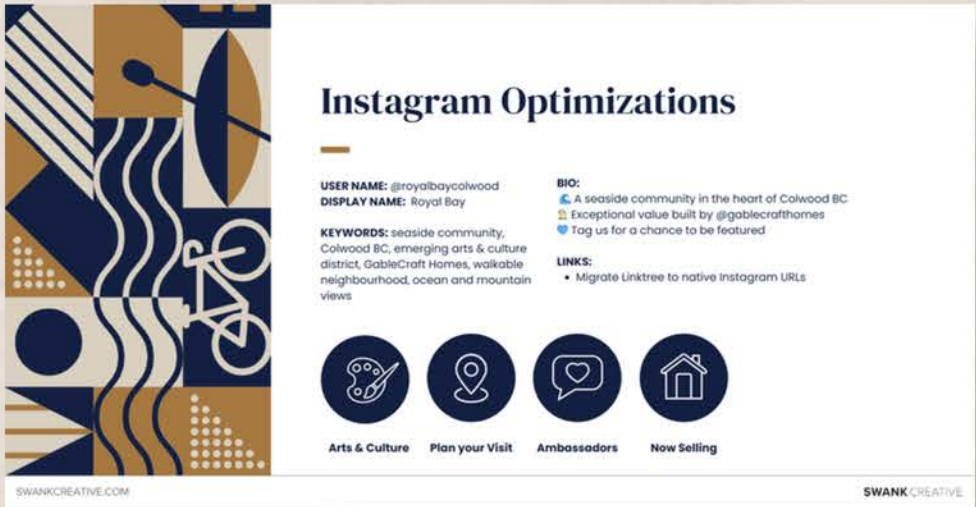 Instagram Optimizations
USER NAME: @royalbaycolwood
DISPLAY NAME: Royal Bay
KEYWORDS: seaside community,
Colwood BC, emerging arts & culture
district, GableCraft Homes, walkable
neighbourhood, ocean and mountain
views
BIO:
🌊 A seaside community in the heart of Colwood BC
🏡 Exceptional value built by @gablecrafthomes
💙 Tag us for a chance to be featured
LINKS:
• Migrate Linktree to native Instagram URLs
Arts & Culture
Plan your Visit
Ambassadors
Now Selling
SWANKCREATIVE.COM
SWANKCREATIVE